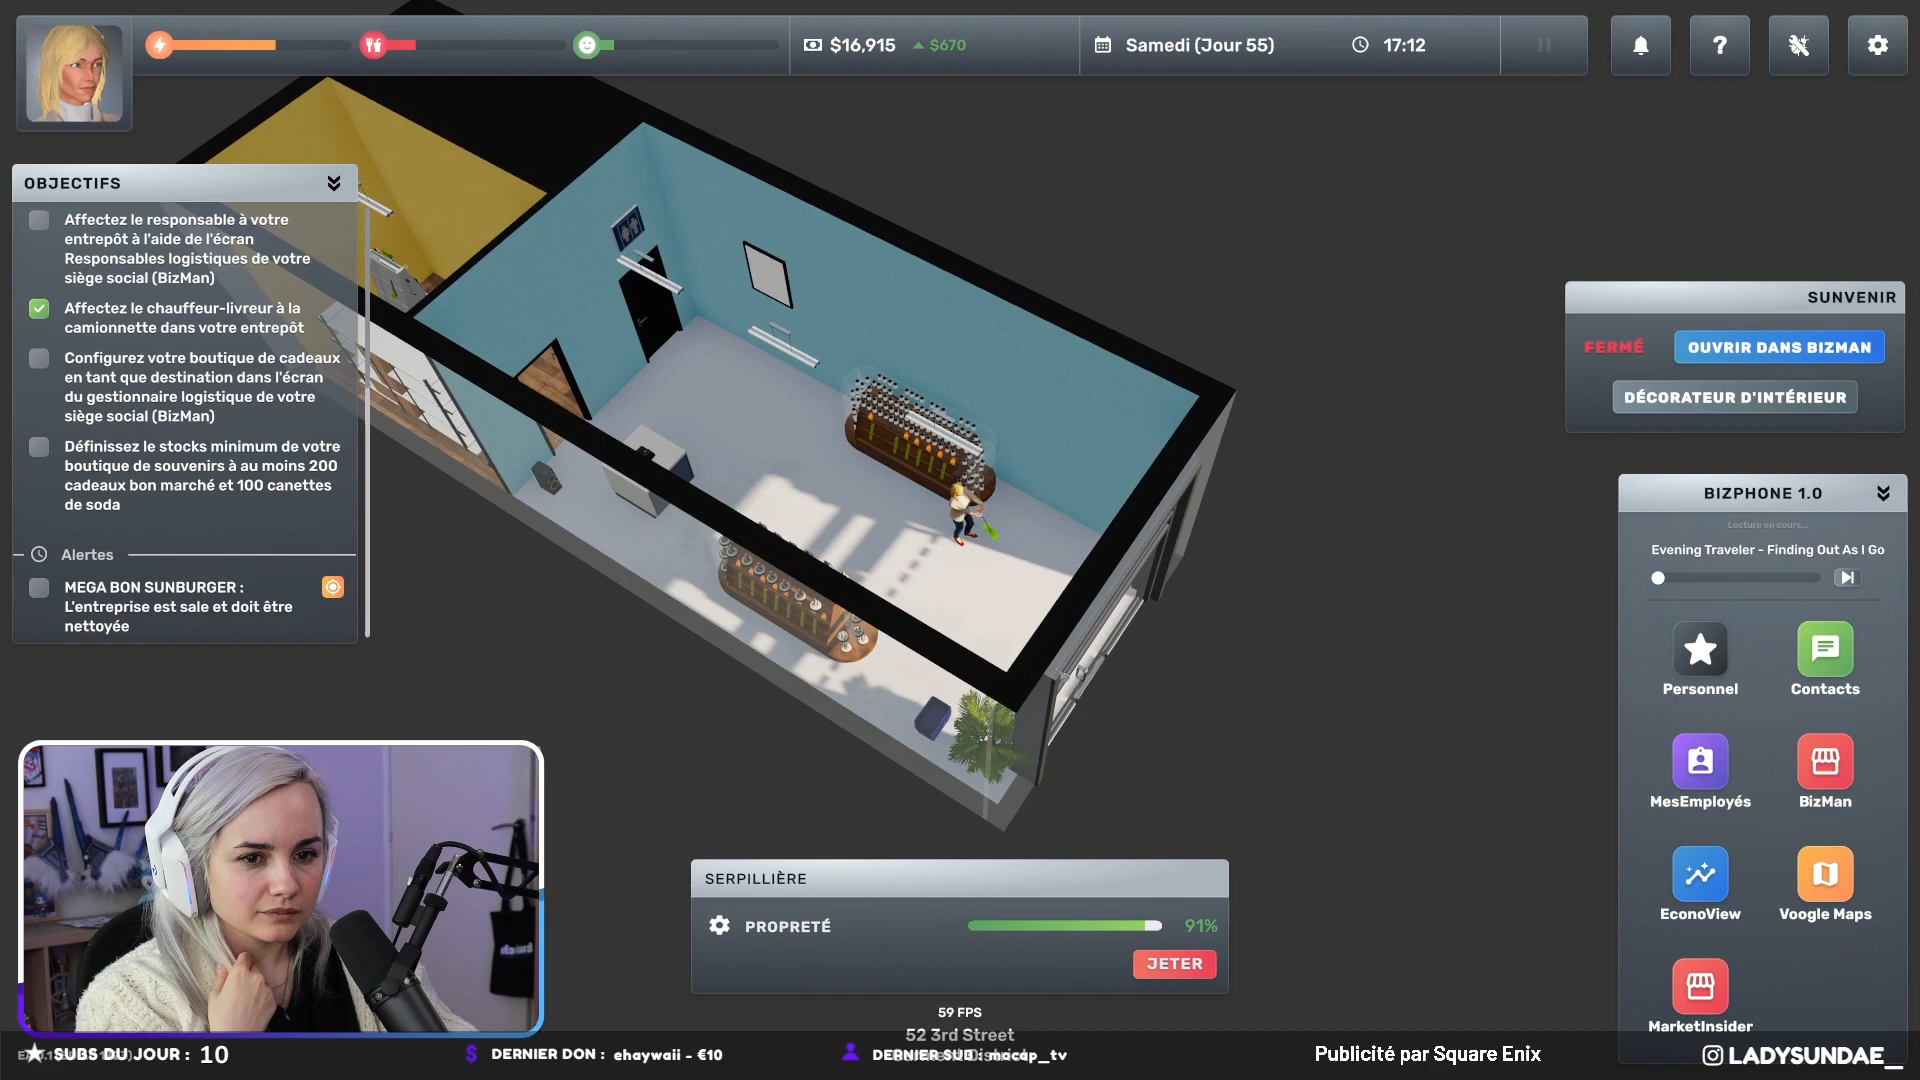 $16,915
$670
Samedi (Jour 55)
17:12
?
OBJECTIFS
Affectez le responsable à votre
entrepôt à l'aide de l'écran
Responsables logistiques de votre
siège social (BizMan)
Affectez le chauffeur-livreur à la
camionnette dans votre entrepôt
Configurez votre boutique de cadeaux
en tant que destination dans l'écran
du gestionnaire logistique de votre
siège social (BizMan)
Définissez le stocks minimum de votre
boutique de souvenirs à au moins 200
cadeaux bon marché et 100 canettes
de soda
Alertes
MEGA BON SUNBURGER :
L'entreprise est sale et doit être
nettoyée
SUNVENIR
FERMÉ
OUVRIR DANS BIZMAN
DÉCORATEUR D'INTÉRIEUR
BIZPHONE 1.0
Lecture en cours...
Evening Traveler - Finding Out As I Go
Personnel
Contacts
MesEmployés
BizMan
EconoView
Voogle Maps
MarketInsider
SERPILLIÈRE
PROPRETÉ
91%
JETER
59 FPS
52 3rd Street
SUBS DU JOUR : 10
$ DERNIER DON : ehaywaii - €10
DERNIER SUB : mocap_tv
Publicité par Square Enix
LADYSUNDAE_